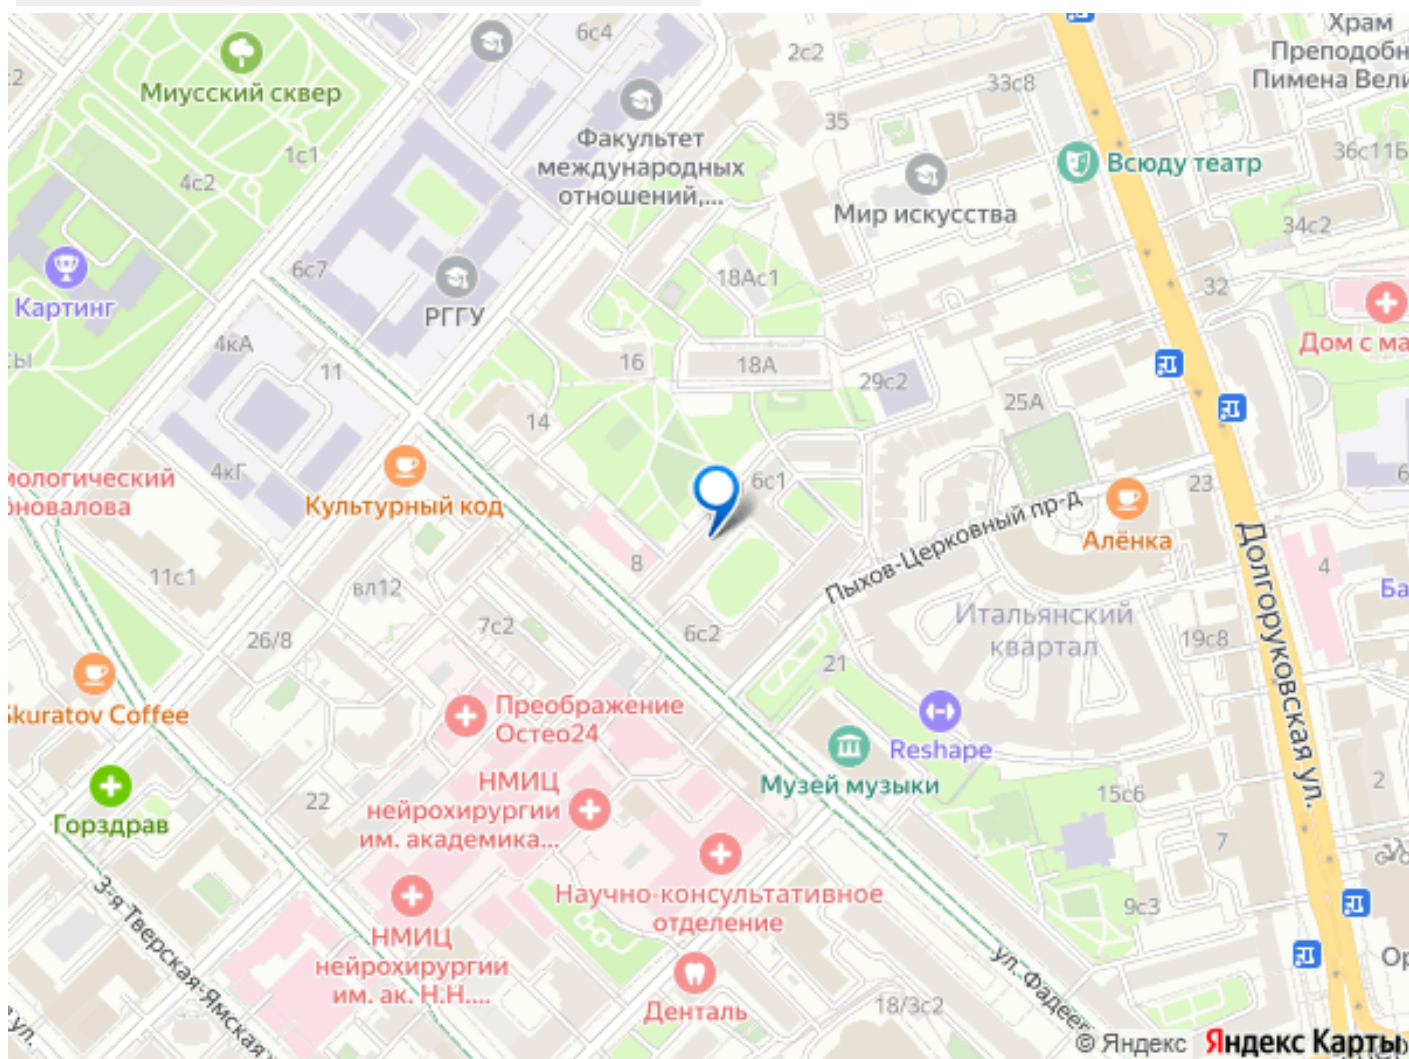 6с4
2с2
Храм
Преподобн
Пимена Вели
Миусский сквер
33с8
35
Факультет
международных
отношений,...
1с1
4с2
Всюду театр
36с11Б
Мир искусства
34с2
6с7
Картинг
РГГУ
18Ас1
32
4кА
11
16
18А
29с2
Дом с ма
25А
14
4кГ
иологический
оновалова
Культурный код
6с1
23
Алёнка
Пыхов-Церковный пр-д
Долгоруковская ул.
11с1
вл12
8
4
Ба
Итальянский
квартал
26/8
7с2
6с2
21
19с8
Skuratov Coffee
Преображение
Остео24
Reshape
Музей музыки
НМИЦ
нейрохирургии
им. академика...
22
Горздрав
15с6
2
7
Научно-консультативное
отделение
9с3
3-я Тверская-Ямская
НМИЦ
нейрохирургии
им. ак. Н.Н....
Денталь
18/3с2
ул. Фадеев
Ор
ул.
© Яндекс Яндекс Карты